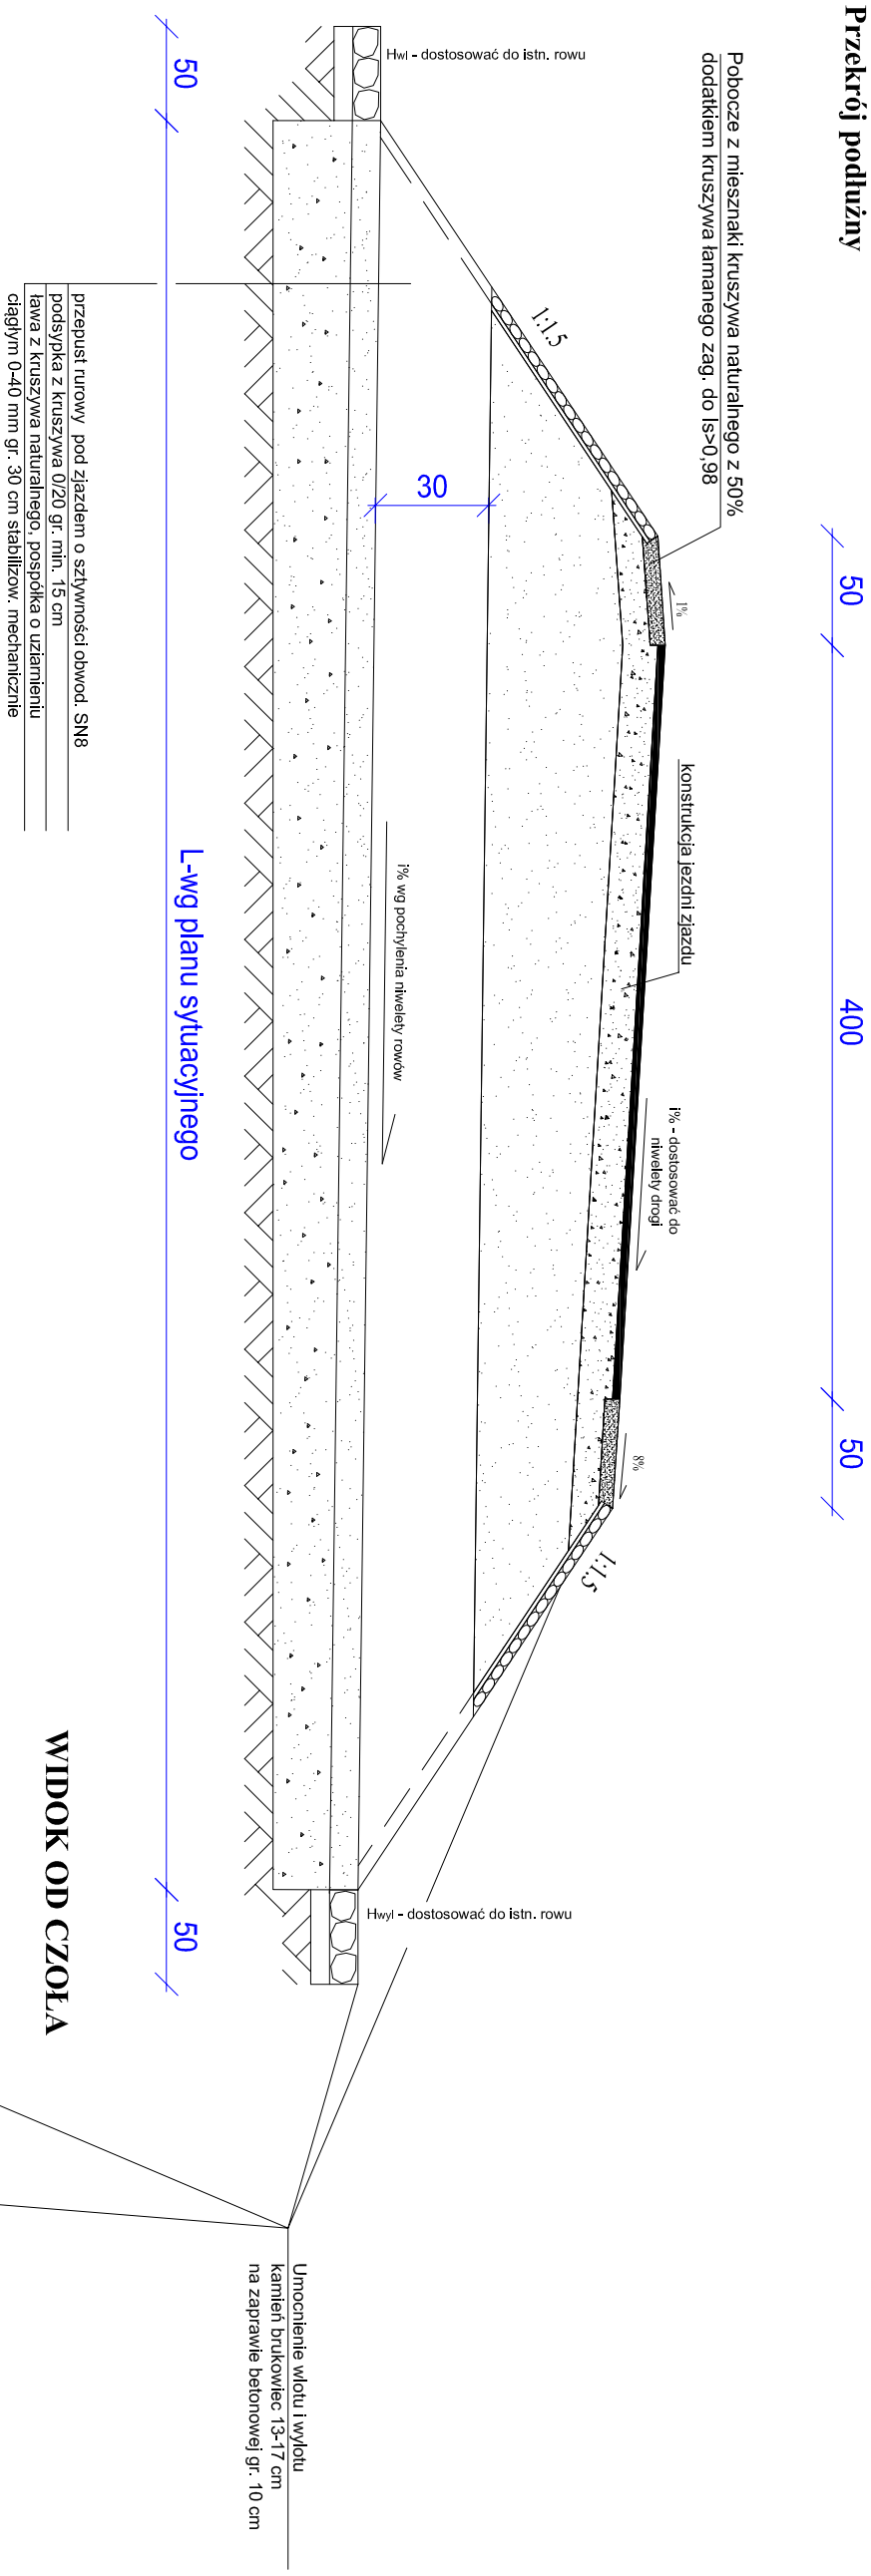 Przekrój podłużny
50
400
50
Pobocze z miesznaki kruszywa naturalnego z 50%
dodatkiem kruszywa łamanego zag. do Is>0,98
1%
konstrukcja jezdni zjazdu
i% - dostosować do
niwelety drogi
8%
1:1.5
1:1.5
30
Hwl - dostosować do istn. rowu
i% wg pochylenia niwelety rowów
Hwyl - dostosować do istn. rowu
50
L-wg planu sytuacyjnego
50
przepust rurowy pod zjazdem o sztywności obwod. SN8
podsypka z kruszywa 0/20 gr. min. 15 cm
ława z kruszywa naturalnego, pospółka o uziarnieniu
ciągłym 0-40 mm gr. 30 cm stabilizow. mechanicznie
Umocnienie wlotu i wylotu
kamień brukowiec 13-17 cm
na zaprawie betonowej gr. 10 cm
WIDOK OD CZOŁA